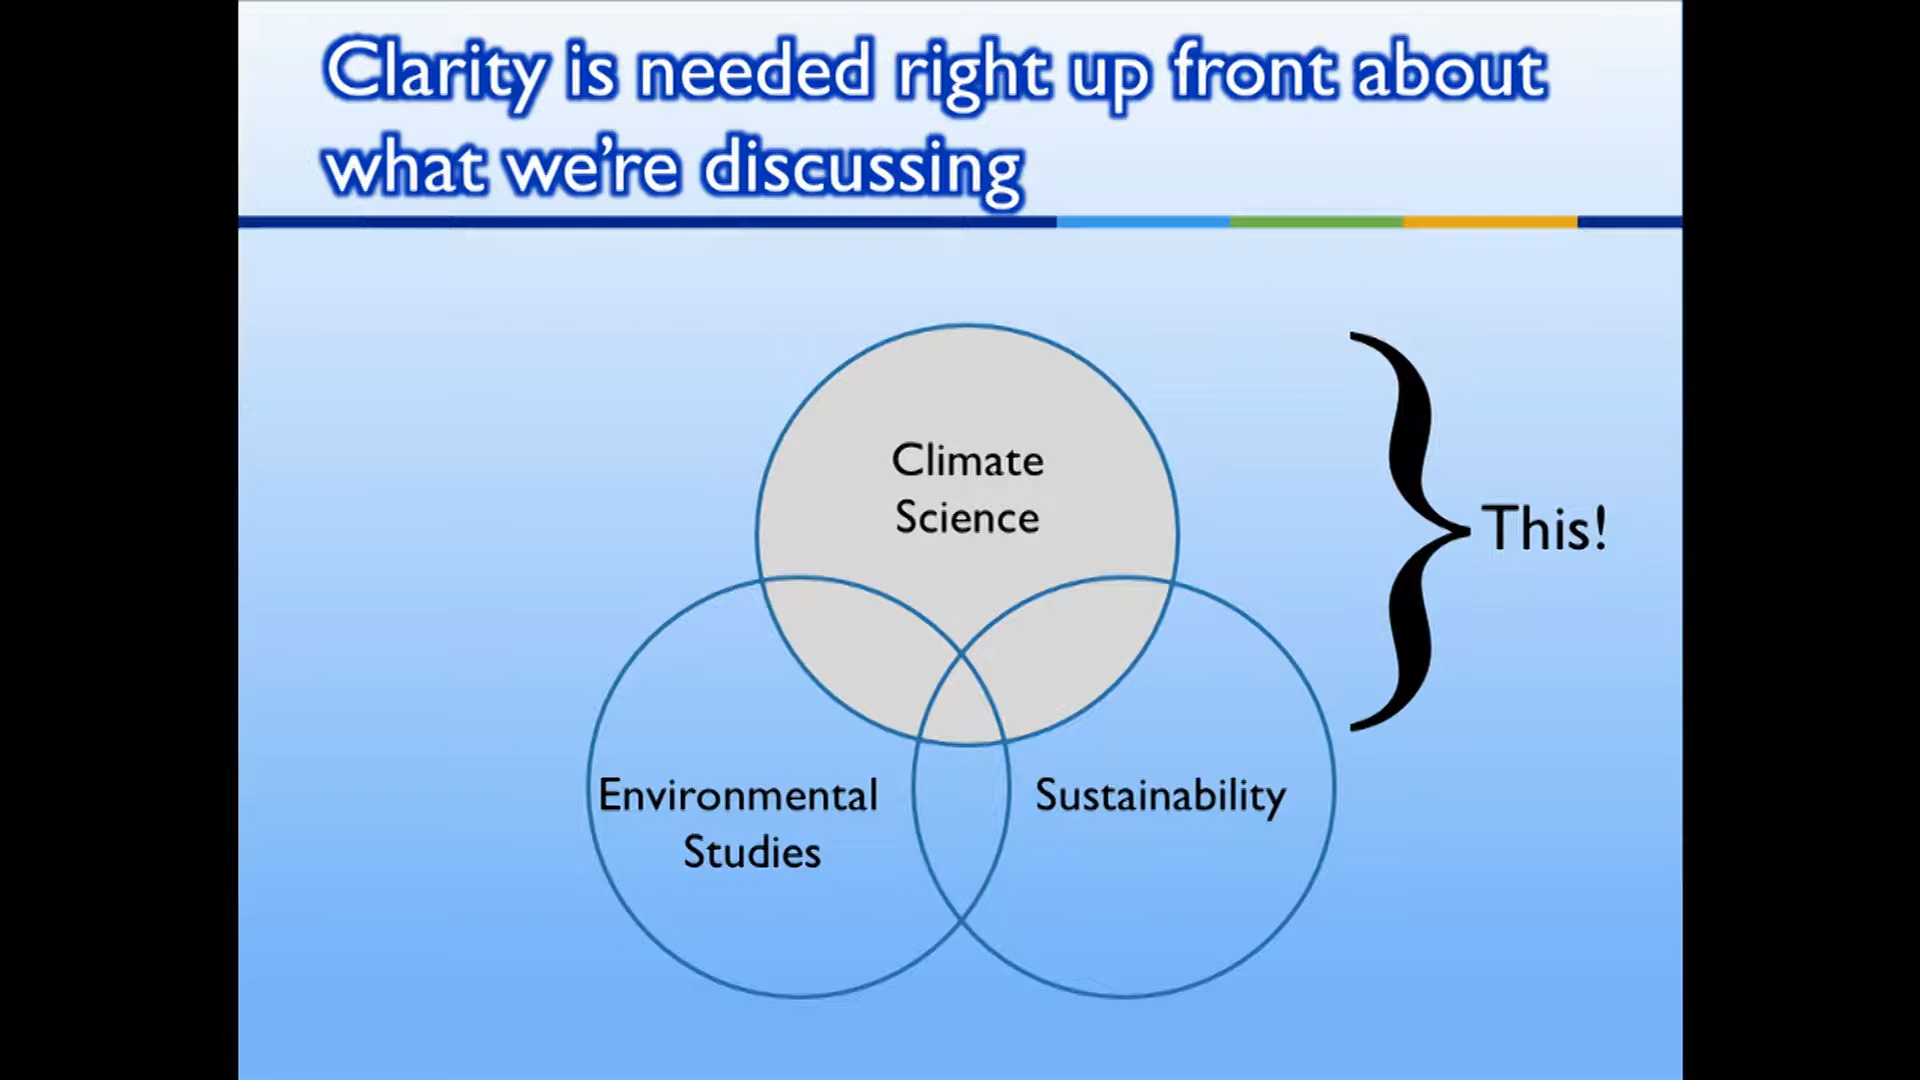 Clarity is needed right up front about
what we’re discussing
Climate
Science
This!
Environmental
Studies
Sustainability